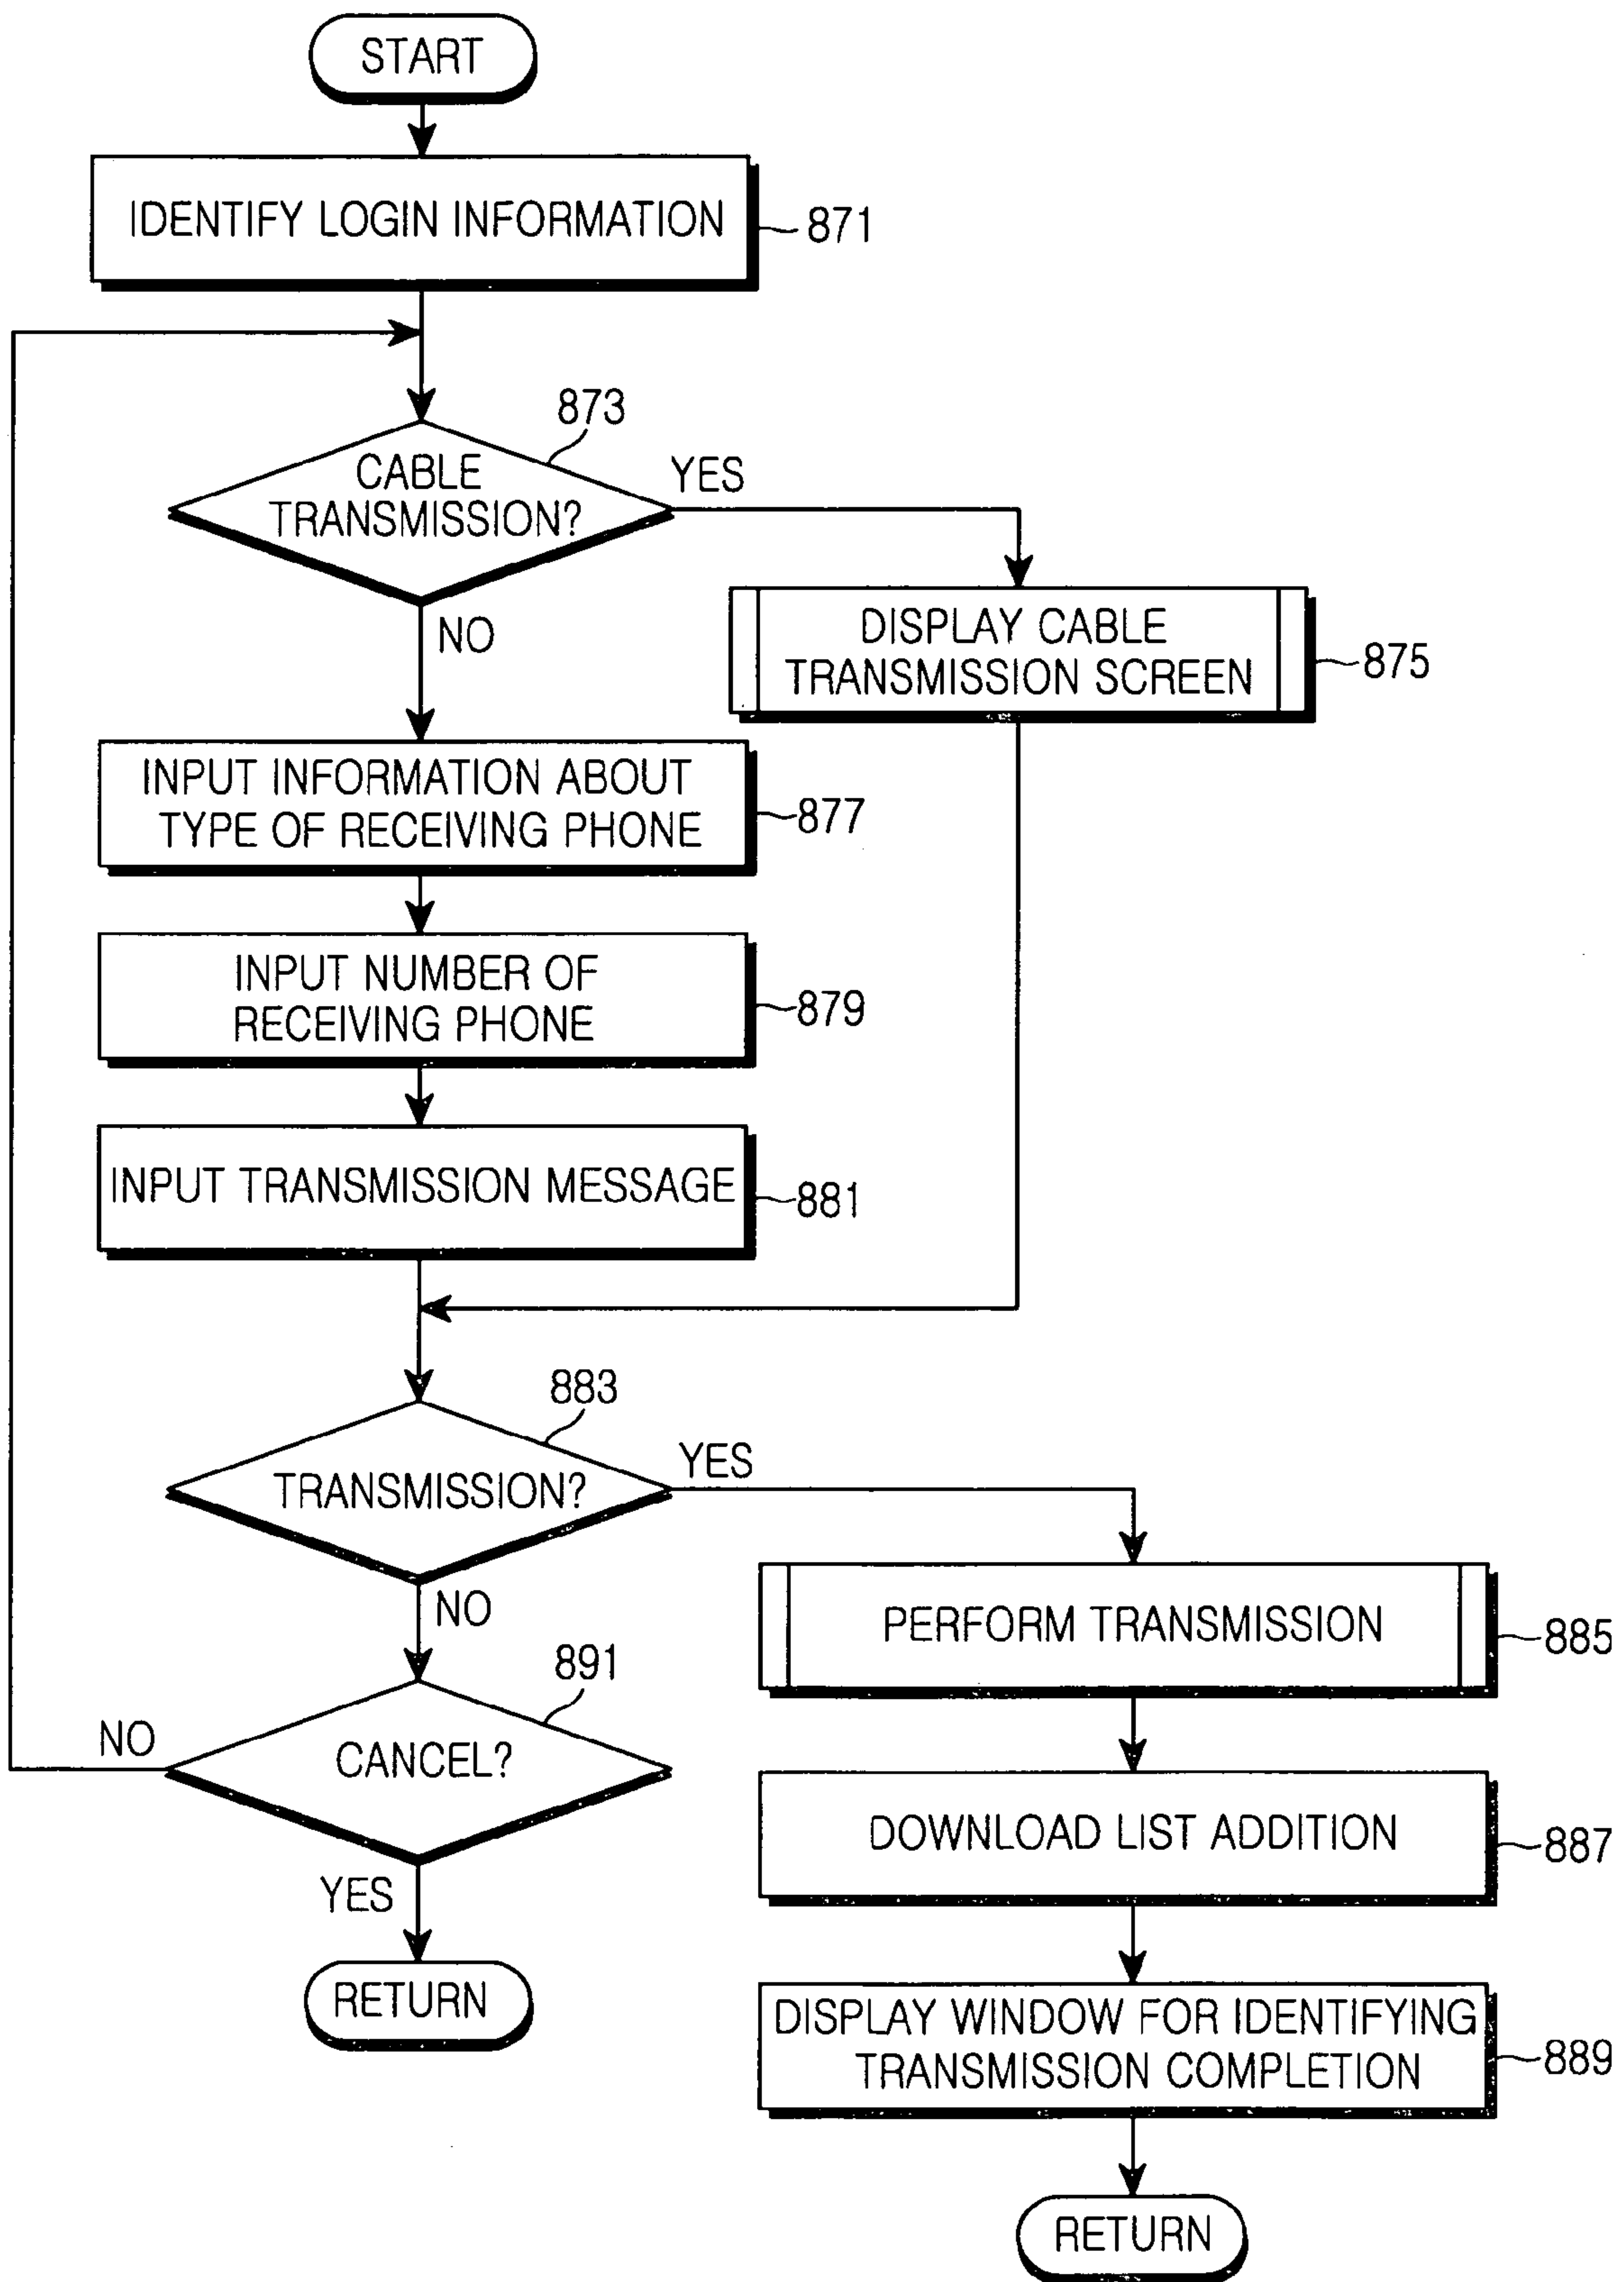 START
IDENTIFY LOGIN INFORMATION
871
873
CABLE
TRANSMISSION?
YES
NO
DISPLAY CABLE
TRANSMISSION SCREEN
875
INPUT INFORMATION ABOUT
TYPE OF RECEIVING PHONE
877
INPUT NUMBER OF
RECEIVING PHONE
879
INPUT TRANSMISSION MESSAGE
881
883
TRANSMISSION?
YES
NO
PERFORM TRANSMISSION
885
891
CANCEL?
NO
YES
RETURN
DOWNLOAD LIST ADDITION
887
DISPLAY WINDOW FOR IDENTIFYING
TRANSMISSION COMPLETION
889
RETURN